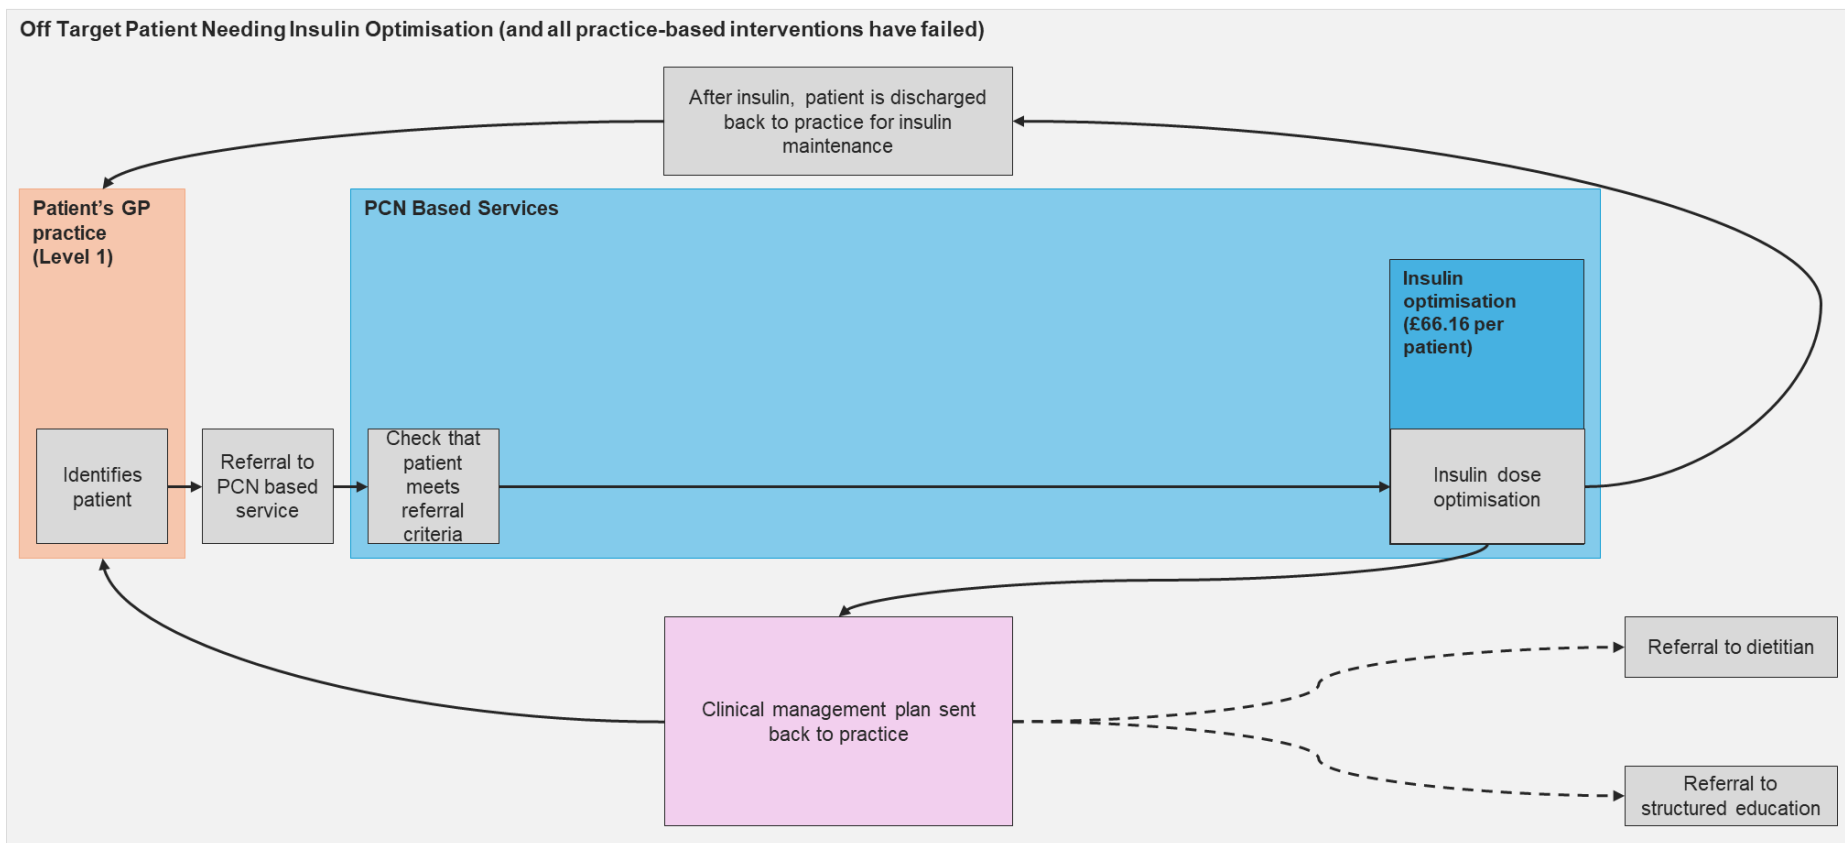 Off Target Patient Needing Insulin Optimisation (and all practice-based interventions have failed)
After insulin, patient is discharged
back to practice for insulin
maintenance
Patient's GP
practice
(Level 1)
PCN Based Services
Insulin
optimisation
(£66.16 per
patient)
Identifies
patient
Referral to
PCN based
service
Check that
patient
meets
referral
criteria
Insulin dose
optimisation
Clinical management plan sent
back to practice
Referral to dietitian
Referral to
structured education